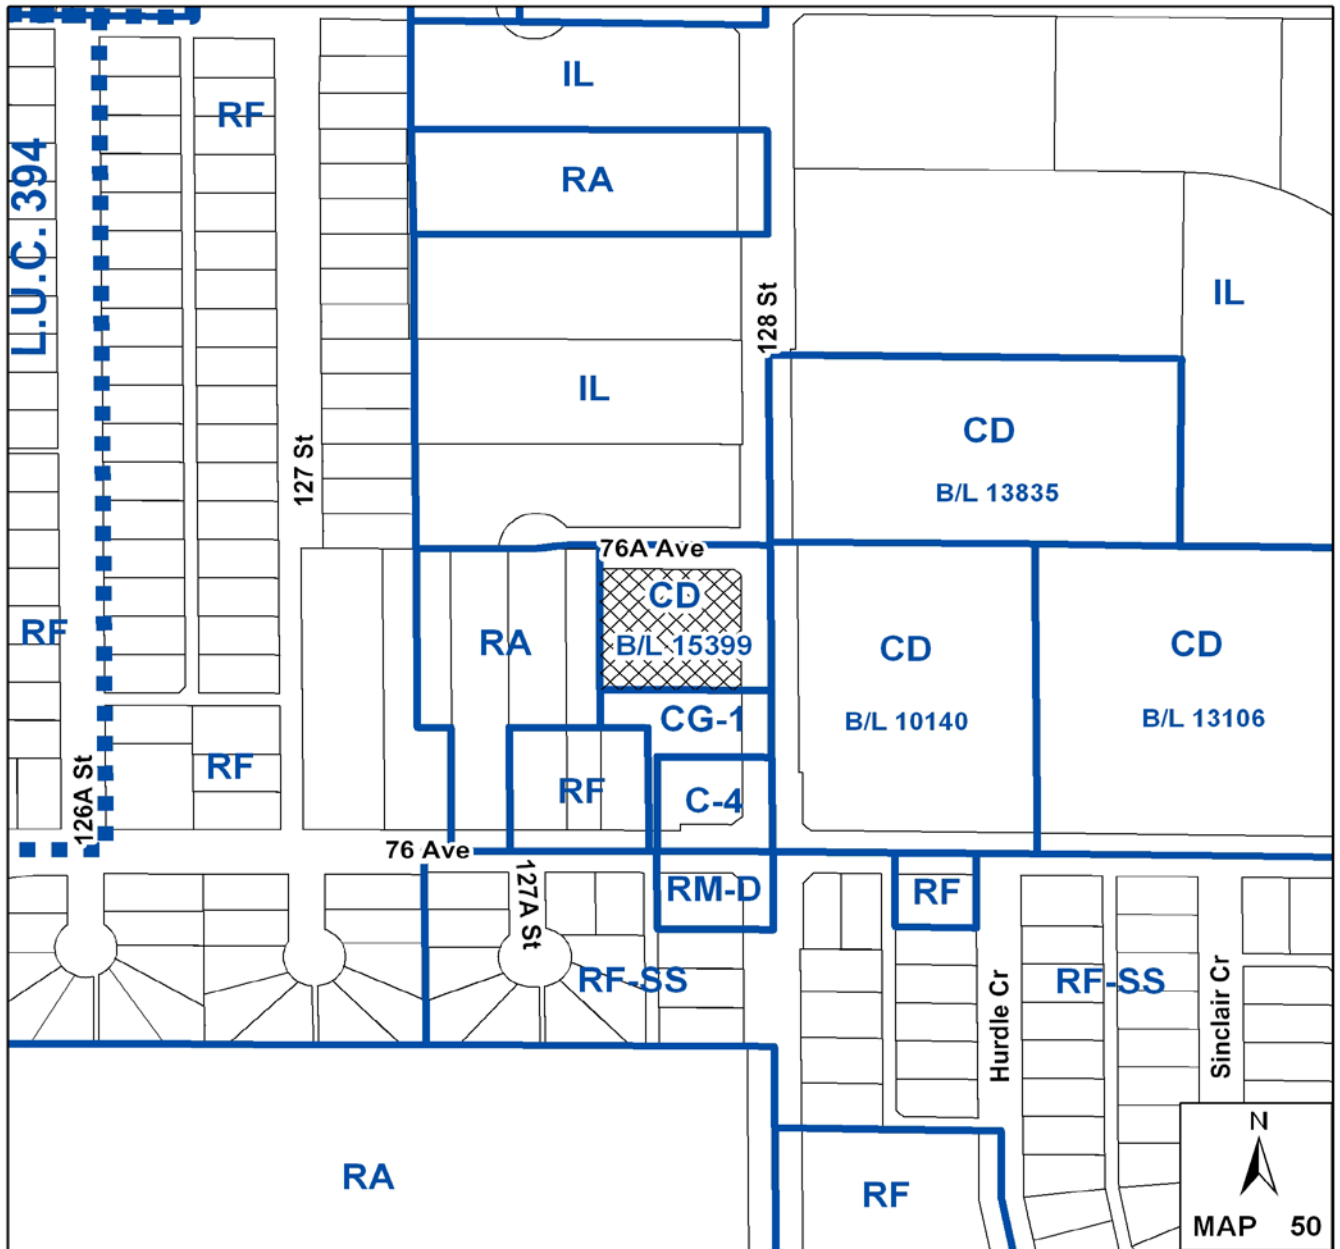 IL
RF
L.U.C. 394
RA
IL
128 St
IL
CD
127 St
B/L 13835
76A Ave
CD
RF
RA
B/L 15399
CD
CD
CG-1
B/L 10140
B/L 13106
RF
RF
C-4
126A St
76 Ave
127A St
RM-D
RF
RF-SS
RF-SS
Hurdle Cr
Sinclair Cr
N
RA
RF
MAP 50